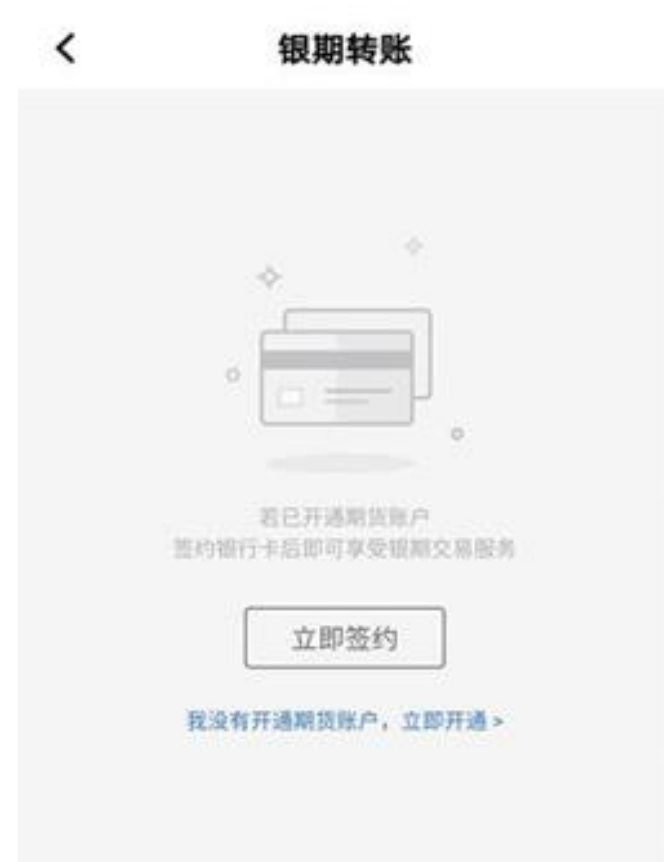 银期转账
若已开通期货账户
签约银行卡后即可享受银期交易服务
立即签约
我没有开通期货账户，立即开通 >